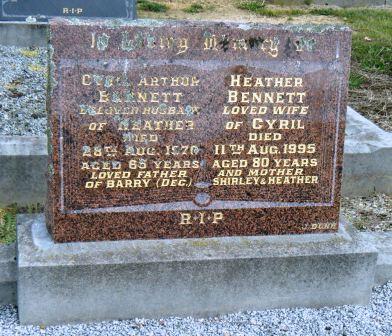 R·I·P
In Loving Memory of
CYRIL ARTHUR
BENNETT
BELOVED HUSBAND
OF HEATHER
DIED
28TH AUG. 1970
AGED 65 YEARS
LOVED FATHER
OF BARRY (DEC.)
HEATHER
BENNETT
LOVED WIFE
OF CYRIL
DIED
11TH AUG. 1995
AGED 80 YEARS
AND MOTHER
SHIRLEY & HEATHER
R·I·P